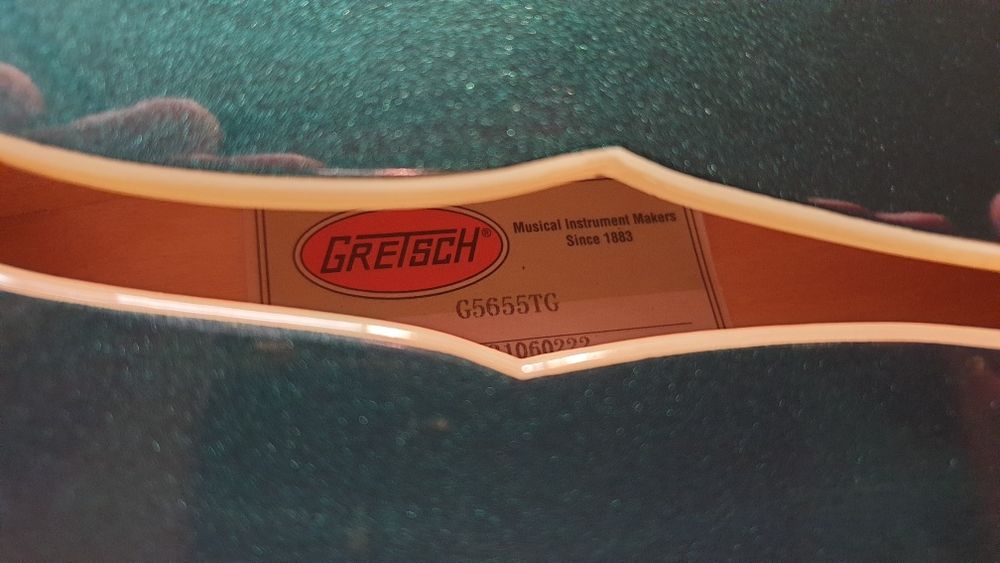 GRETSCH®
Musical Instrument Makers
Since 1883
G5655TG